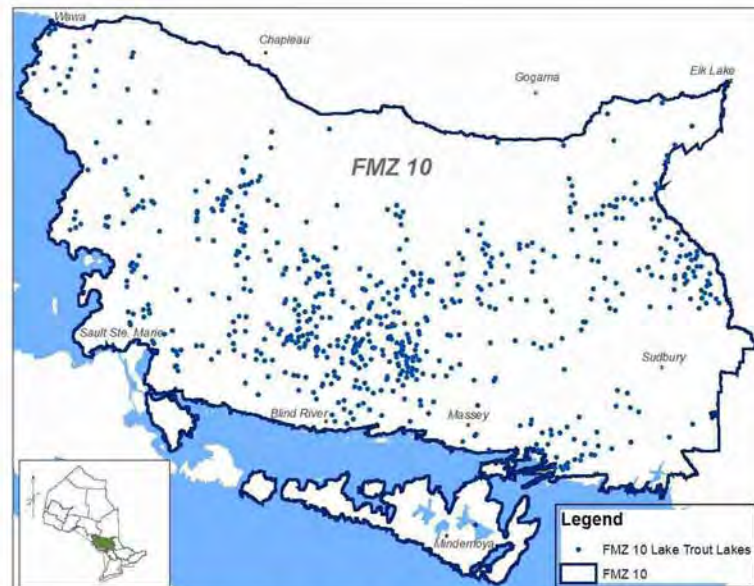 Wawa
Chapleau
Gogama
Elk Lake
FMZ 10
Sault Ste. Marie
Sudbury
Blind River
Massey
Mindemoya
Legend
FMZ 10 Lake Trout Lakes
FMZ 10